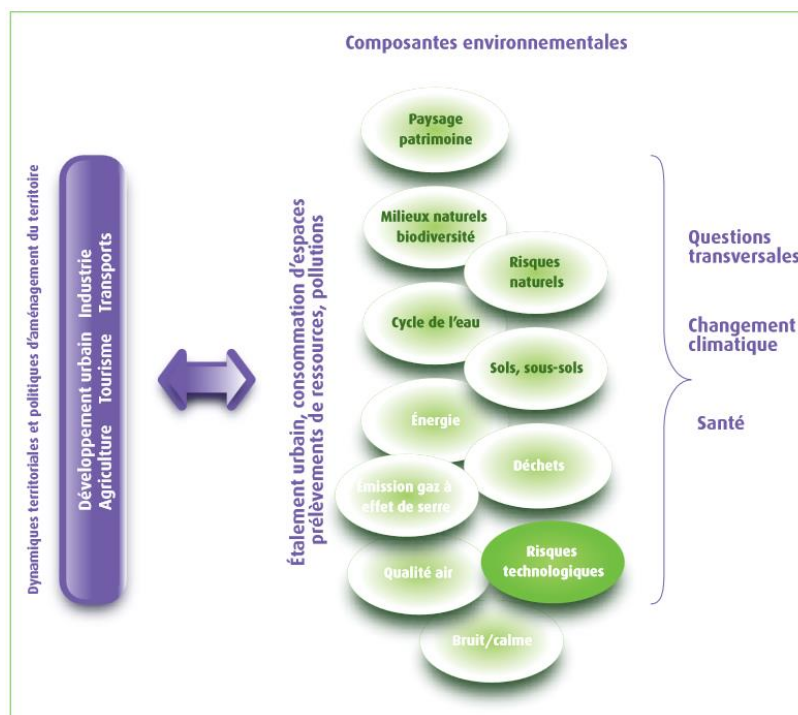 Composantes environnementales
Dynamiques territoriales et politiques d'aménagement du territoire
Développement urbain Industrie
Agriculture Tourisme Transports
Étalement urbain, consommation d'espaces
prélèvements de ressources, pollutions
Paysage
patrimoine
Milieux naturels
biodiversité
Risques
naturels
Cycle de l'eau
Sols, sous-sols
Énergie
Déchets
Émission gaz à
effet de serre
Risques
technologiques
Qualité air
Bruit/calme
Questions
transversales
Changement
climatique
Santé